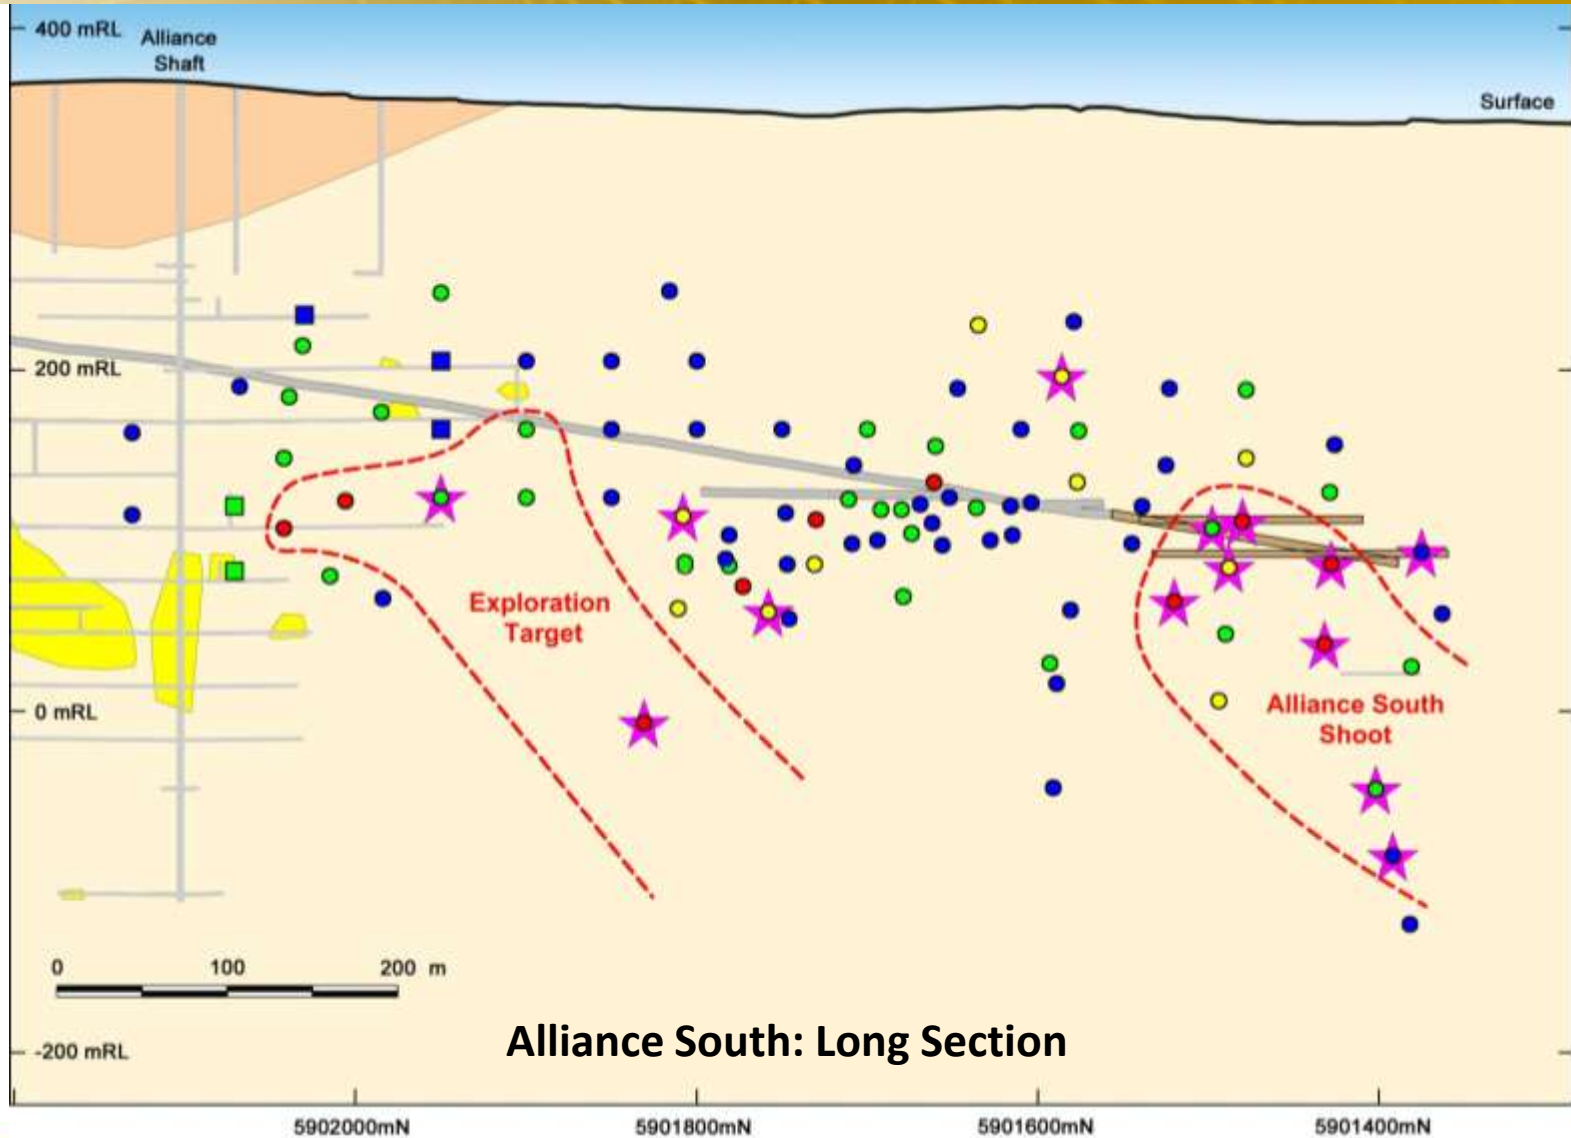 400 mRL
Alliance
Shaft
Surface
200 mRL
Exploration
Target
0 mRL
Alliance South
Shoot
0 100 200 m
Alliance South: Long Section
-200 mRL
5902000mN 5901800mN 5901600mN 5901400mN